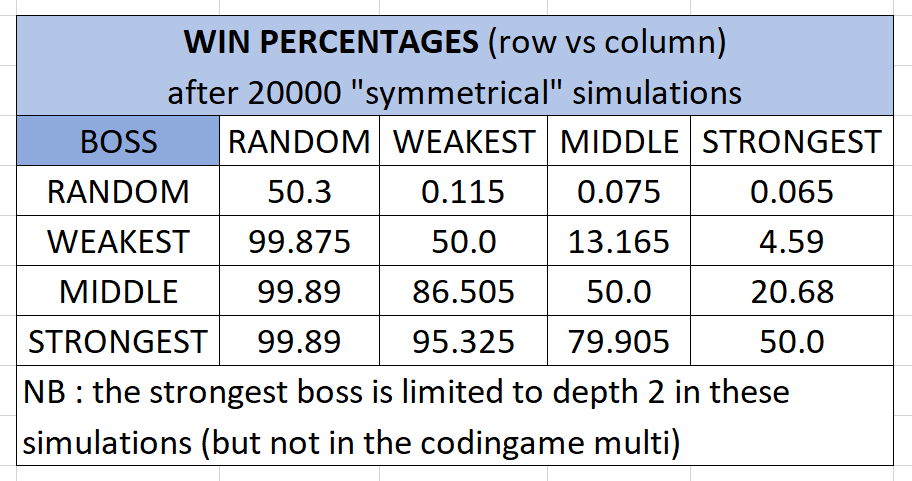 WIN PERCENTAGES (row vs column)
after 20000 "symmetrical" simulations
BOSS RANDOM WEAKEST MIDDLE STRONGEST
RANDOM 50.3 0.115 0.075 0.065
WEAKEST 99.875 50.0 13.165 4.59
MIDDLE 99.89 86.505 50.0 20.68
STRONGEST 99.89 95.325 79.905 50.0
NB : the strongest boss is limited to depth 2 in these
simulations (but not in the codingame multi)